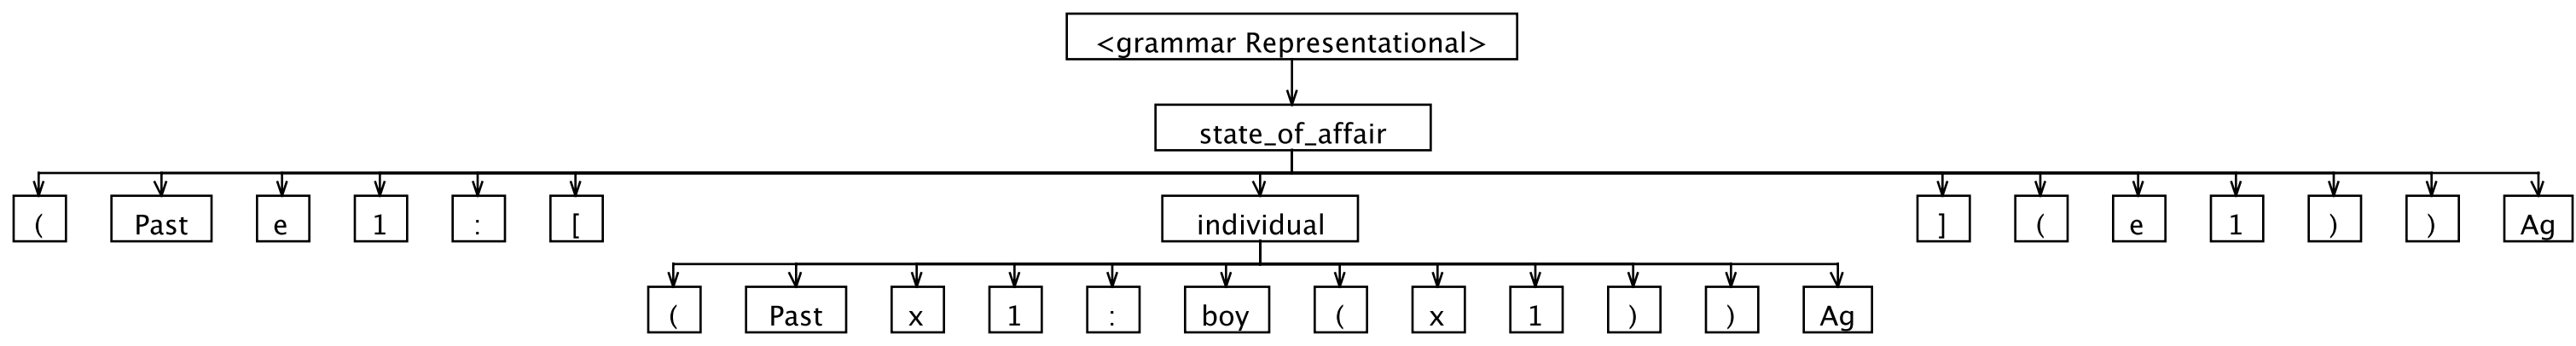 <grammar Representational>
state_of_affair
( Past e 1 : [ individual ] ( e 1 ) ) Ag
( Past x 1 : boy ( x 1 ) ) Ag